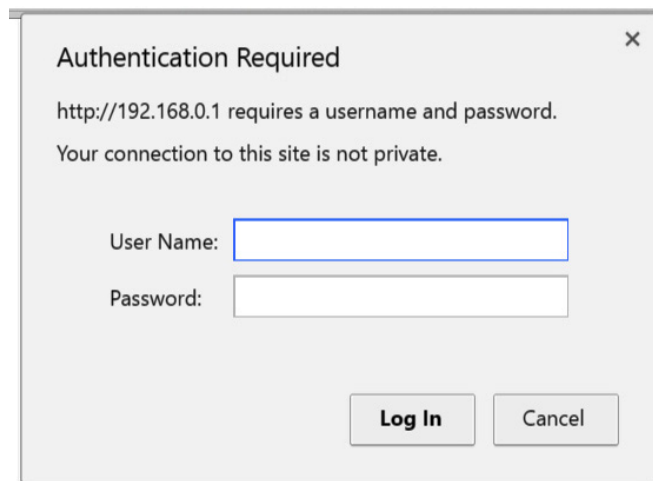 Authentication Required
http://192.168.0.1 requires a username and password.
Your connection to this site is not private.
User Name:
Password:
Log In
Cancel